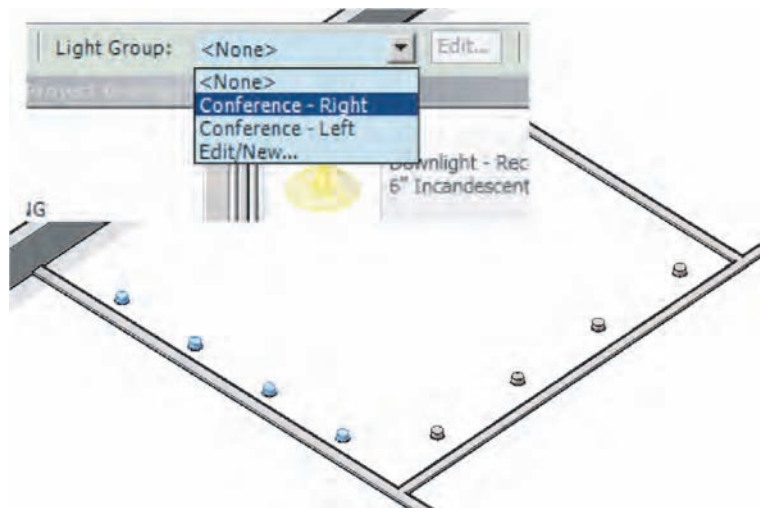 Light Group: <None> Edit...
<None>
Conference - Right
Conference - Left
Edit/New...
Downlight - Rec
6" Incandescent
IG